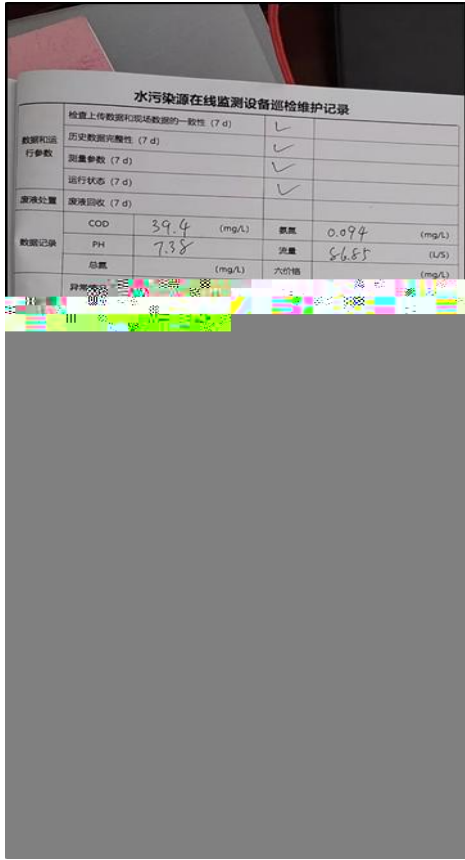 水污染源在线监测设备巡检维护记录
数据和运行参数 检查上传数据和现场数据的一致性 (7 d) ✓
历史数据完整性 (7 d) ✓
测量参数 (7 d) ✓
运行状态 (7 d) ✓
废液处置 废液回收 (7 d)
数据记录 COD 39.4 (mg/L) 氨氮 0.094 (mg/L)
PH 7.38 流量 86.85 (L/S)
总氮 (mg/L) 六价铬 (mg/L)
异常